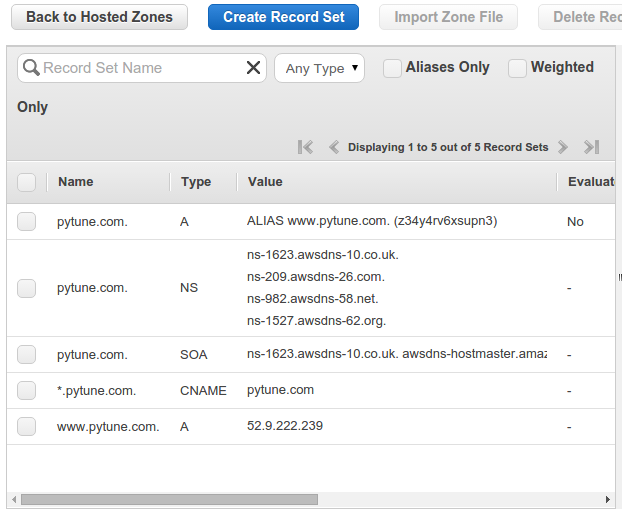 Back to Hosted Zones Create Record Set Import Zone File Delete Rec
Record Set Name Any Type Aliases Only Weighted
Only
Displaying 1 to 5 out of 5 Record Sets
Name Type Value Evaluat
pytune.com. A ALIAS www.pytune.com. (z34y4rv6xsupn3) No
pytune.com. NS ns-1623.awsdns-10.co.uk.
ns-209.awsdns-26.com.
ns-982.awsdns-58.net.
ns-1527.awsdns-62.org.
-
pytune.com. SOA ns-1623.awsdns-10.co.uk. awsdns-hostmaster.amaz -
*.pytune.com. CNAME pytune.com -
www.pytune.com. A 52.9.222.239 -